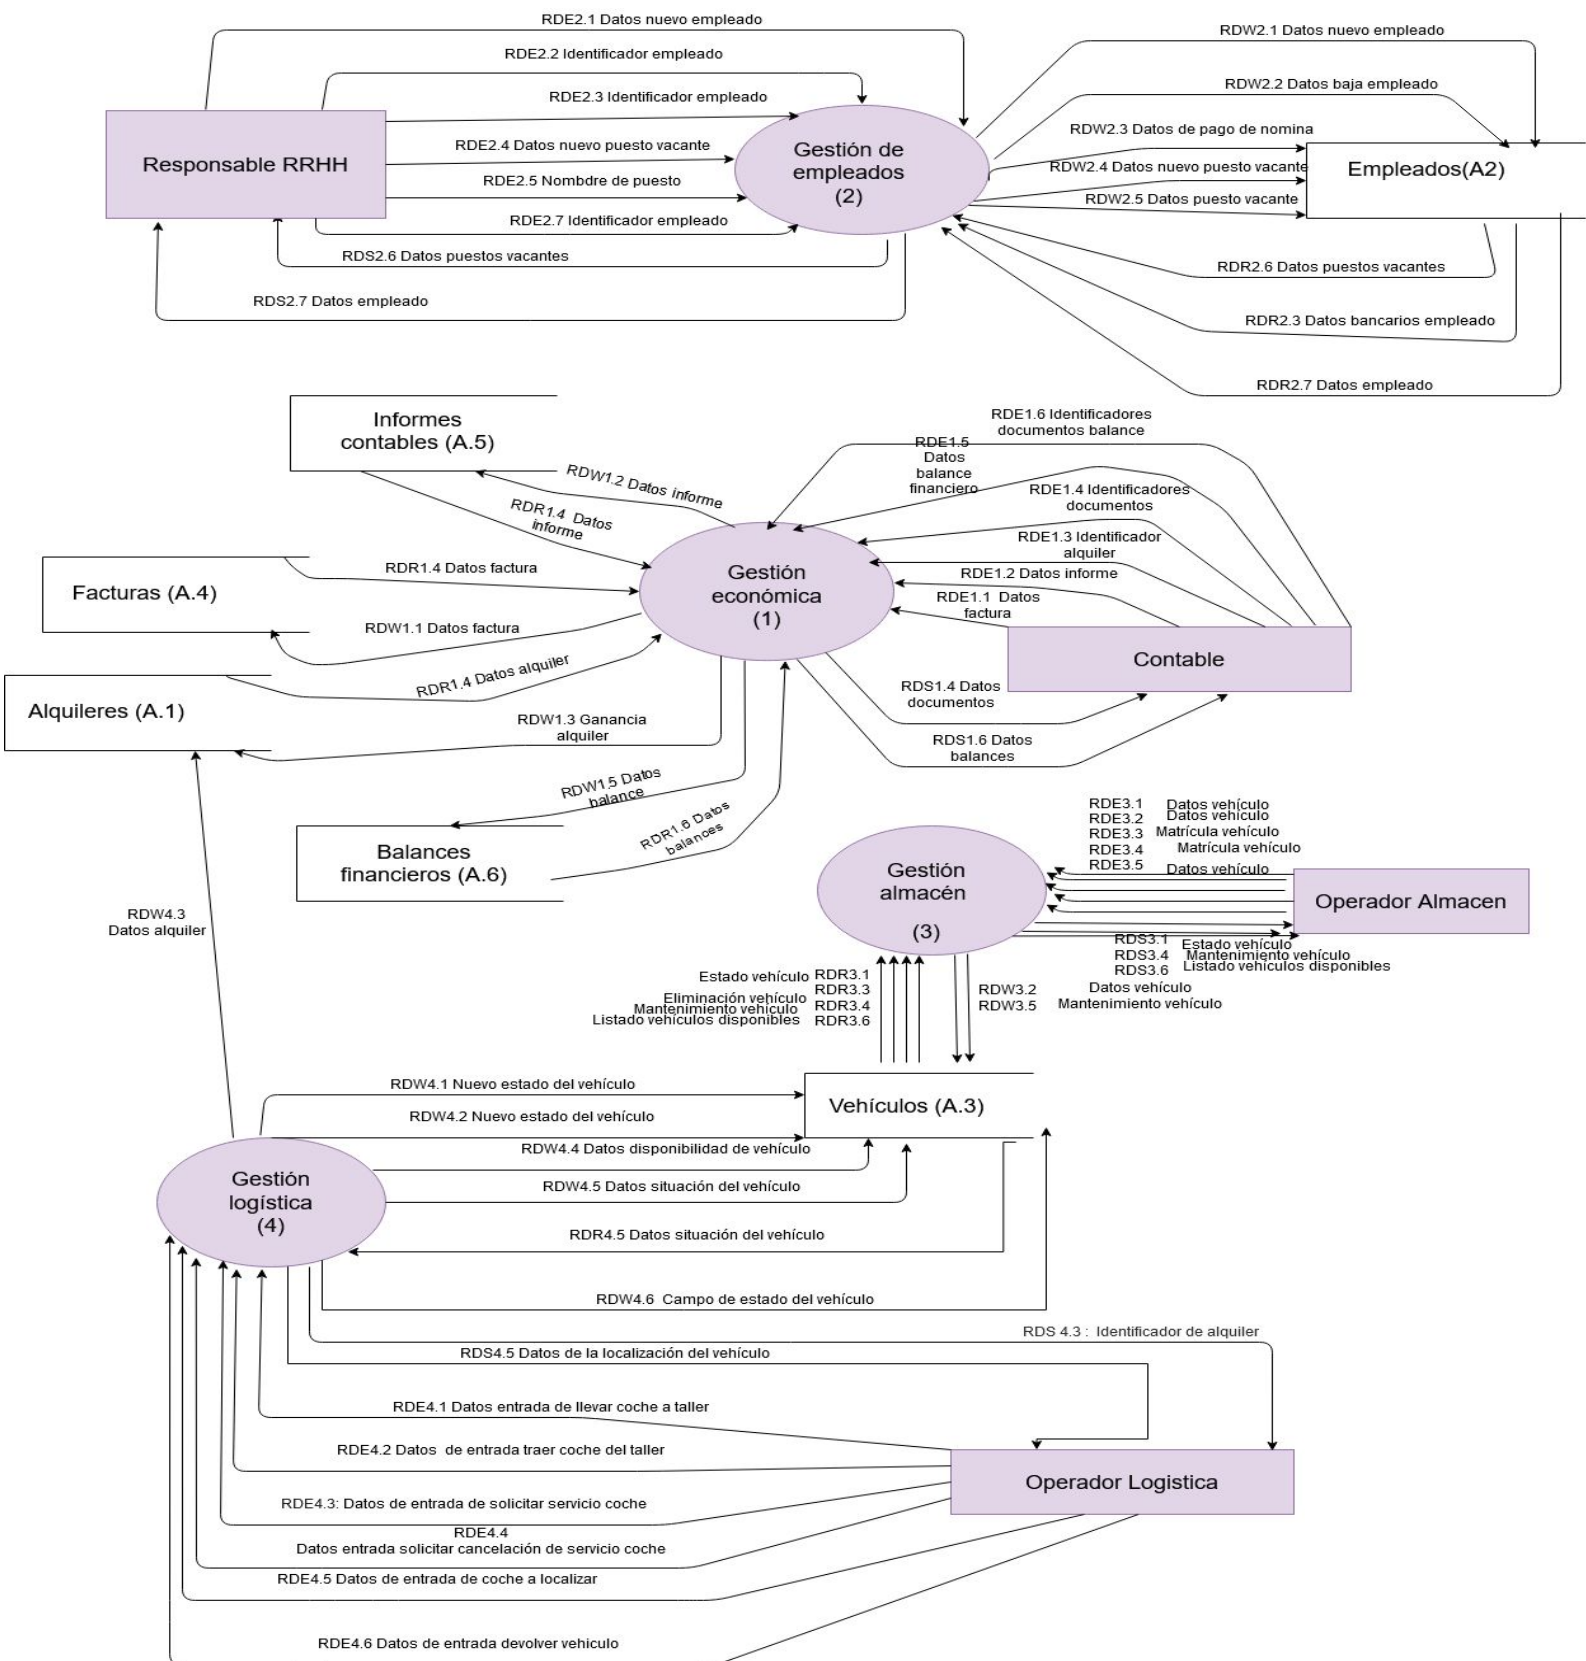 RDE2.1 Datos nuevo empleado
RDE2.2 Identificador empleado
RDE2.3 Identificador empleado
RDE2.4 Datos nuevo puesto vacante
RDE2.5 Nombdre de puesto
RDE2.7 Identificador empleado
RDS2.6 Datos puestos vacantes
RDS2.7 Datos empleado
Responsable RRHH
Gestión de
empleados
(2)
RDW2.1 Datos nuevo empleado
RDW2.2 Datos baja empleado
RDW2.3 Datos de pago de nomina
RDW2.4 Datos nuevo puesto vacante
RDW2.5 Datos puesto vacante
Empleados(A2)
RDR2.6 Datos puestos vacantes
RDR2.3 Datos bancarios empleado
RDR2.7 Datos empleado
Informes
contables (A.5)
RDW1.2 Datos informe
RDR1.4 Datos
informe
RDE1.6 Identificadores
documentos balance
RDE1.5
Datos
balance
financiero
RDE1.4 Identificadores
documentos
RDE1.3 Identificador
alquiler
RDE1.2 Datos informe
RDE1.1 Datos
factura
Facturas (A.4)
RDR1.4 Datos factura
RDW1.1 Datos factura
Gestión
económica
(1)
Contable
RDR1.4 Datos alquiler
Alquileres (A.1)
RDW1.3 Ganancia
alquiler
RDS1.4 Datos
documentos
RDS1.6 Datos
balances
RDW1.5 Datos
balance
RDR1.6 Datos
balances
Balances
financieros (A.6)
RDE3.1 Datos vehículo
RDE3.2 Datos vehículo
RDE3.3 Matrícula vehículo
RDE3.4 Matrícula vehículo
RDE3.5 Datos vehículo
Gestión
almacén
(3)
Operador Almacen
RDS3.1 Estado vehículo
RDS3.4 Mantenimiento vehículo
RDS3.6 Listado vehículos disponibles
RDW4.3
Datos alquiler
Estado vehículo RDR3.1
Eliminación vehículo RDR3.3
Mantenimiento vehículo RDR3.4
Listado vehículos disponibles RDR3.6
RDW3.2 Datos vehículo
RDW3.5 Mantenimiento vehículo
RDW4.1 Nuevo estado del vehículo
Vehículos (A.3)
RDW4.2 Nuevo estado del vehículo
RDW4.4 Datos disponibilidad de vehículo
RDW4.5 Datos situación del vehículo
Gestión
logística
(4)
RDR4.5 Datos situación del vehículo
RDW4.6 Campo de estado del vehículo
RDS 4.3 : Identificador de alquiler
RDS4.5 Datos de la localización del vehículo
RDE4.1 Datos entrada de llevar coche a taller
RDE4.2 Datos de entrada traer coche del taller
Operador Logistica
RDE4.3: Datos de entrada de solicitar servicio coche
RDE4.4
Datos entrada solicitar cancelación de servicio coche
RDE4.5 Datos de entrada de coche a localizar
RDE4.6 Datos de entrada devolver vehiculo